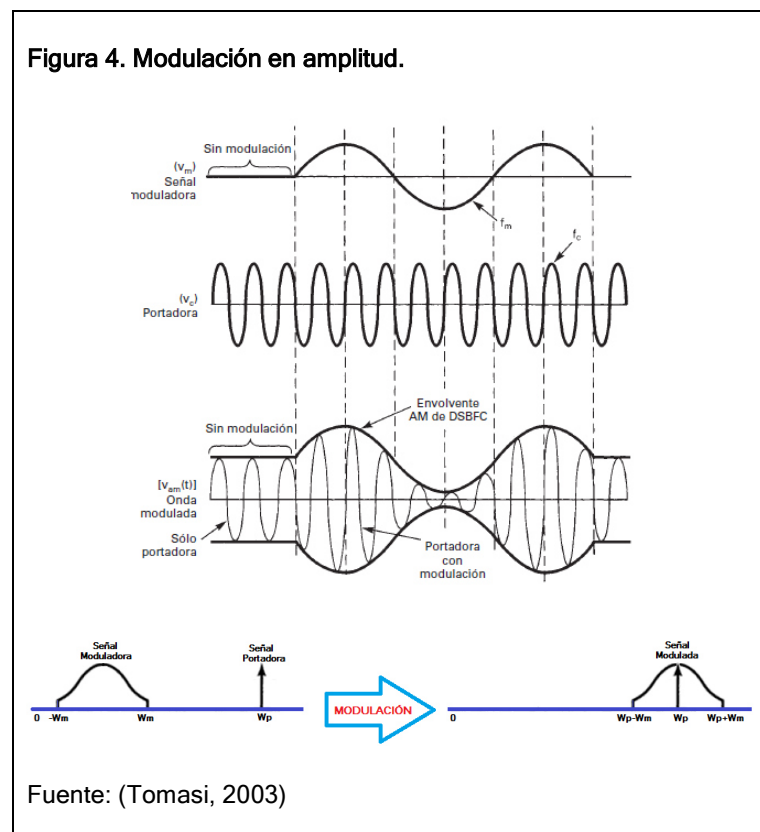 Figura 4. Modulación en amplitud.
Sin modulación
(vm)
Señal
moduladora
fm
fc
(vc)
Portadora
Envolvente
AM de DSBFC
Sin modulación
[vam(t)]
Onda
modulada
Sólo
portadora
Portadora
con
modulación
Señal
Moduladora
Señal
Portadora
Señal
Modulada
MODULACIÓN
0 -Wm Wm Wp
0 Wp-Wm Wp Wp+Wm
Fuente: (Tomasi, 2003)